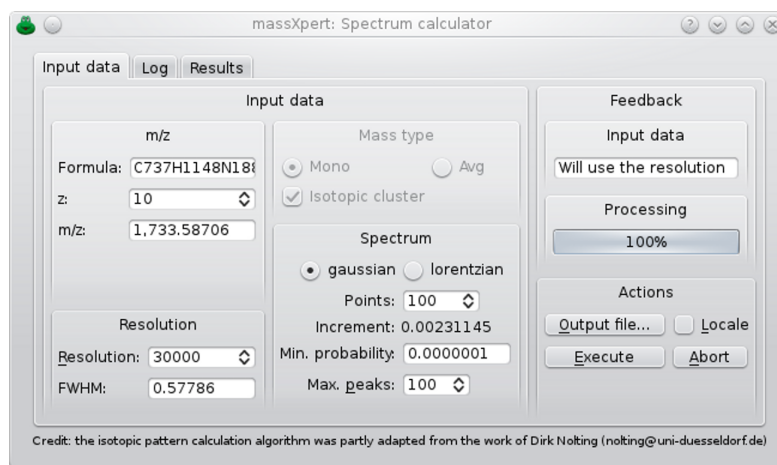 massXpert: Spectrum calculator
Input data
Log
Results
Input data
m/z
Formula: C737H1148N188
z: 10
m/z: 1,733.58706
Resolution
Resolution: 30000
FWHM: 0.57786
Mass type
Mono
Avg
Isotopic cluster
Spectrum
gaussian
lorentzian
Points: 100
Increment: 0.00231145
Min. probability: 0.0000001
Max. peaks: 100
Feedback
Input data
Will use the resolution
Processing
100%
Actions
Output file...
Locale
Execute
Abort
Credit: the isotopic pattern calculation algorithm was partly adapted from the work of Dirk Nolting (nolting@uni-duesseldorf.de)